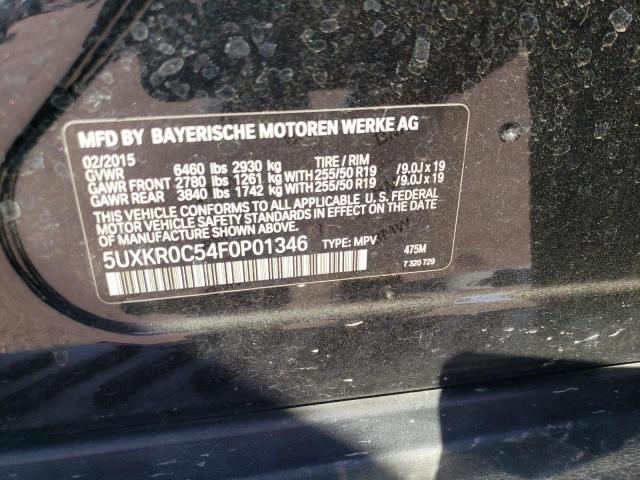 MFD BY BAYERISCHE MOTOREN WERKE AG
02/2015 TIRE / RIM
GVWR 6460 lbs 2930 kg
GAWR FRONT 2780 lbs 1261 kg WITH 255/50 R19 /9.0J x 19
GAWR REAR 3840 lbs 1742 kg WITH 255/50 R19 /9.0J x 19
THIS VEHICLE CONFORMS TO ALL APPLICABLE U.S. FEDERAL
MOTOR VEHICLE SAFETY STANDARDS IN EFFECT ON THE DATE OF
MANUFACTURE SHOWN ABOVE.
5UXKR0C54F0P01346 TYPE: MPV 475M
7 320 729